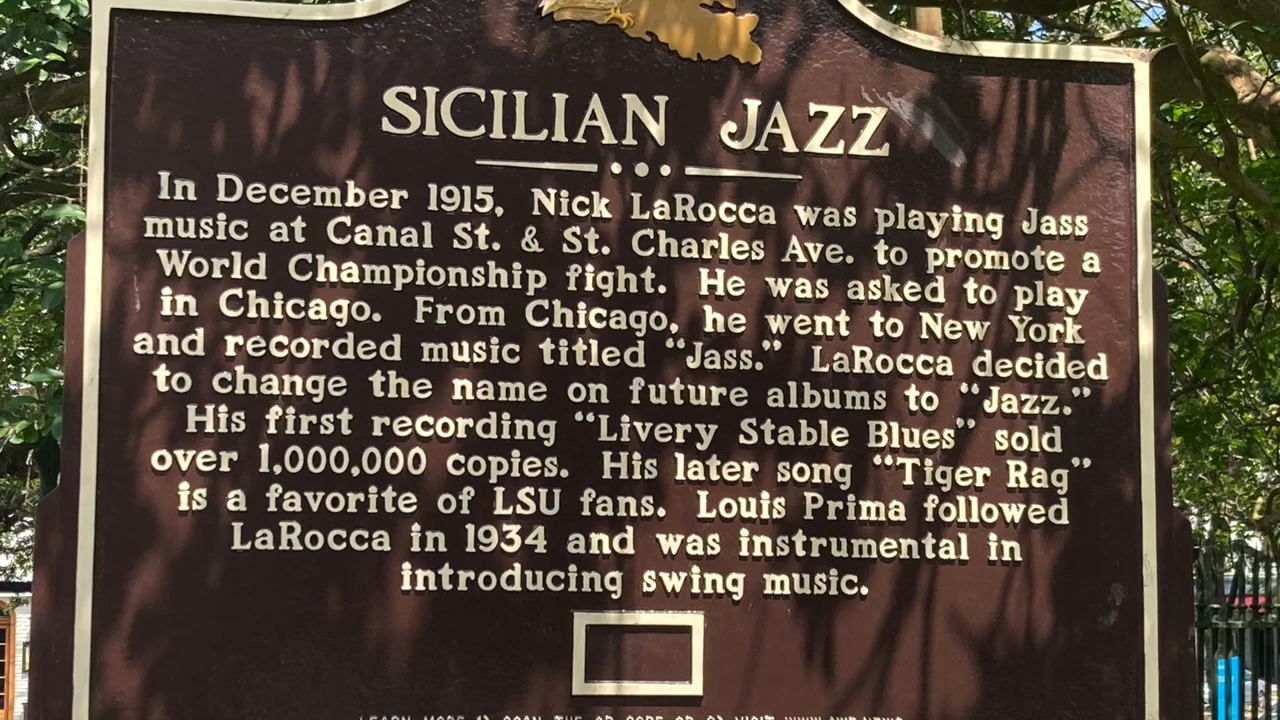 SICILIAN JAZZ
In December 1915, Nick LaRocca was playing Jass
music at Canal St. & St. Charles Ave. to promote a
World Championship fight. He was asked to play
in Chicago. From Chicago, he went to New York
and recorded music titled “Jass.” LaRocca decided
to change the name on future albums to “Jazz.”
His first recording “Livery Stable Blues” sold
over 1,000,000 copies. His later song “Tiger Rag”
is a favorite of LSU fans. Louis Prima followed
LaRocca in 1934 and was instrumental in
introducing swing music.